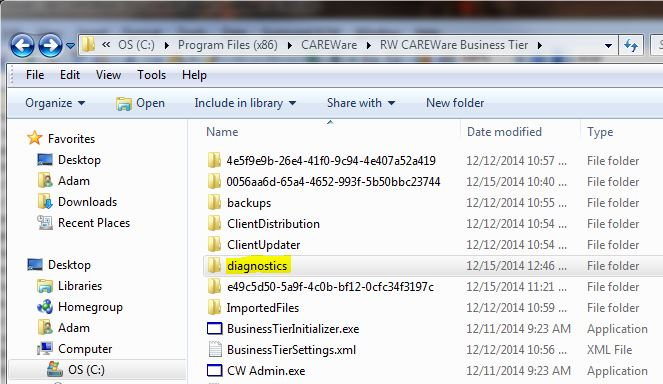 OS (C:) Program Files (x86) CAREWare RW CAREWare Business Tier
File Edit View Tools Help
Organize Open Include in library Share with New folder
Name Date modified Type
Favorites
Desktop
Adam
Downloads
Recent Places
Desktop
Libraries
Homegroup
Adam
Computer
OS (C:)
4e5f9e9b-26e4-41f0-9c94-4e407a52a419 12/12/2014 10:57 ... File folder
0056aa6d-65a4-4652-993f-5b50bbc23744 12/15/2014 10:40 ... File folder
backups 12/12/2014 10:55 ... File folder
ClientDistribution 12/12/2014 10:54 ... File folder
ClientUpdater 12/12/2014 10:54 ... File folder
diagnostics 12/15/2014 12:46 ... File folder
e49c5d50-5a9f-4c0b-bf12-0cfc34f3197c 12/15/2014 11:21 ... File folder
ImportedFiles 12/12/2014 10:59 ... File folder
BusinessTierInitializer.exe 12/11/2014 9:23 AM Application
BusinessTierSettings.xml 12/12/2014 10:56 ... XML File
CW Admin.exe 12/11/2014 9:23 AM Application